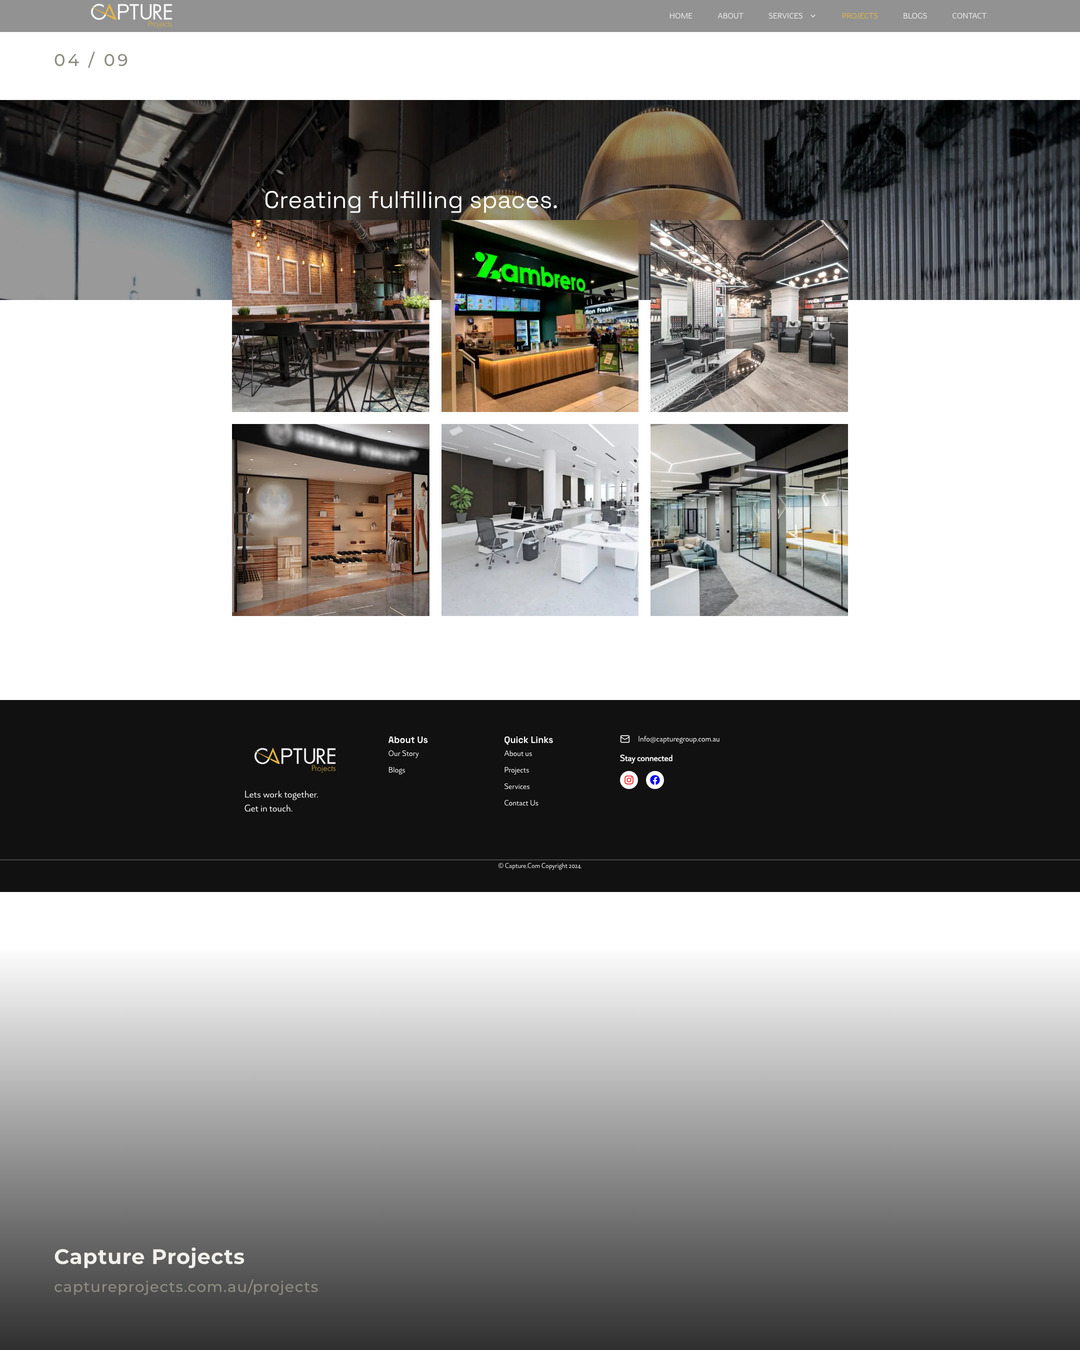 CAPTURE
Projects
HOME ABOUT SERVICES PROJECTS BLOGS CONTACT
04 / 09
Creating fulfilling spaces.
Zambrero
CAPTURE
Projects
Lets work together.
Get in touch.
About Us
Our Story
Blogs
Quick Links
About us
Projects
Services
Contact Us
Info@capturegroup.com.au
Stay connected
© Capture.Com Copyright 2024.
Capture Projects
captureprojects.com.au/projects